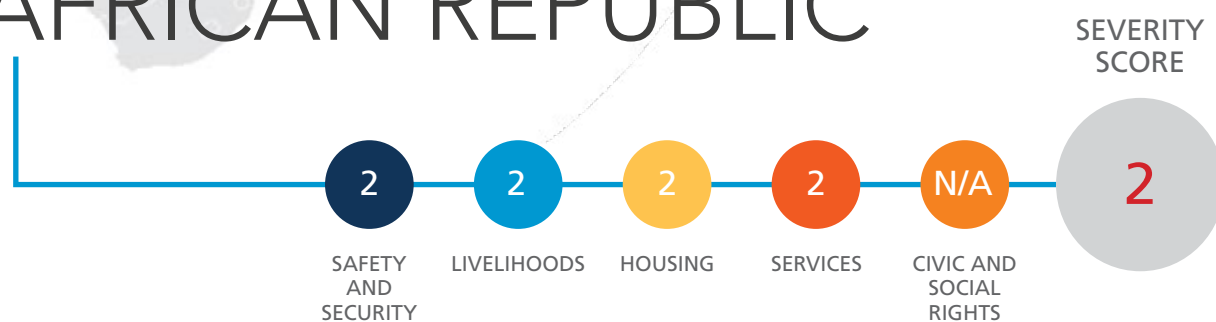 AFRICAN REPUBLIC
SEVERITY
SCORE
2
2
2
2
N/A
2
SAFETY
AND
SECURITY
LIVELIHOODS
HOUSING
SERVICES
CIVIC AND
SOCIAL
RIGHTS